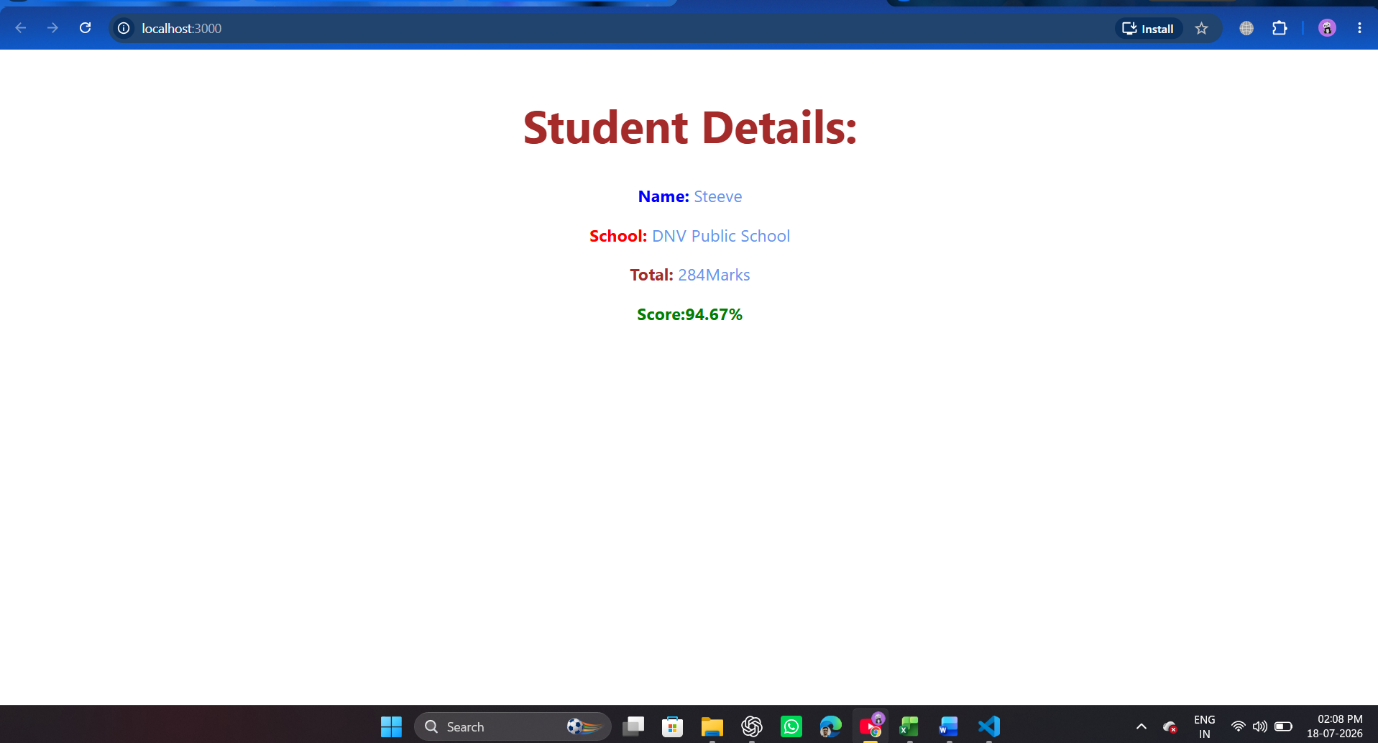 localhost:3000
Install
Student Details:
Name: Steeve
School: DNV Public School
Total: 284Marks
Score:94.67%
Search
ENG
IN
02:08 PM
18-07-2026